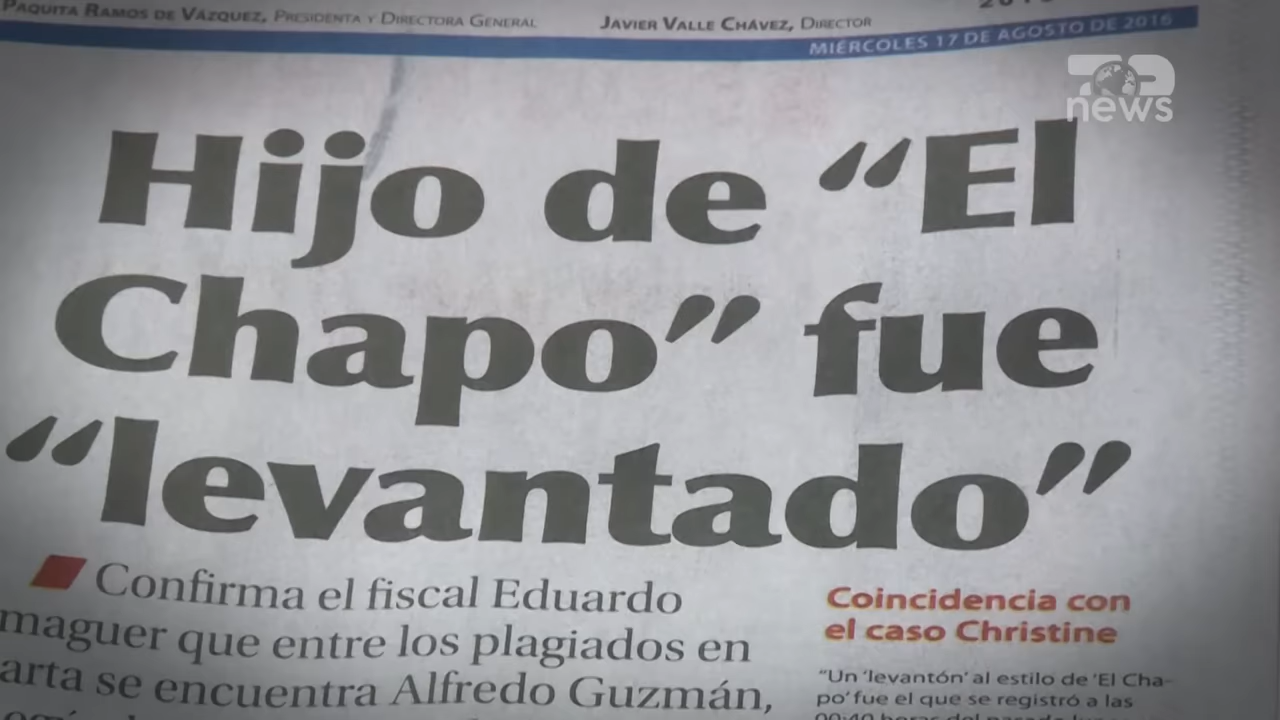 PAQUITA RAMOS DE VÁZQUEZ, PRESIDENTA Y DIRECTORA GENERAL
JAVIER VALLE CHÁVEZ, DIRECTOR
MIÉRCOLES 17 DE AGOSTO DE 2016
news
Hijo de “El
Chapo” fue
“levantado”
Confirma el fiscal Eduardo
maguer que entre los plagiados en
arta se encuentra Alfredo Guzmán,
Coincidencia con
el caso Christine
“Un ‘levantón’ al estilo de ‘El Cha-
po’ fue el que se registró a las